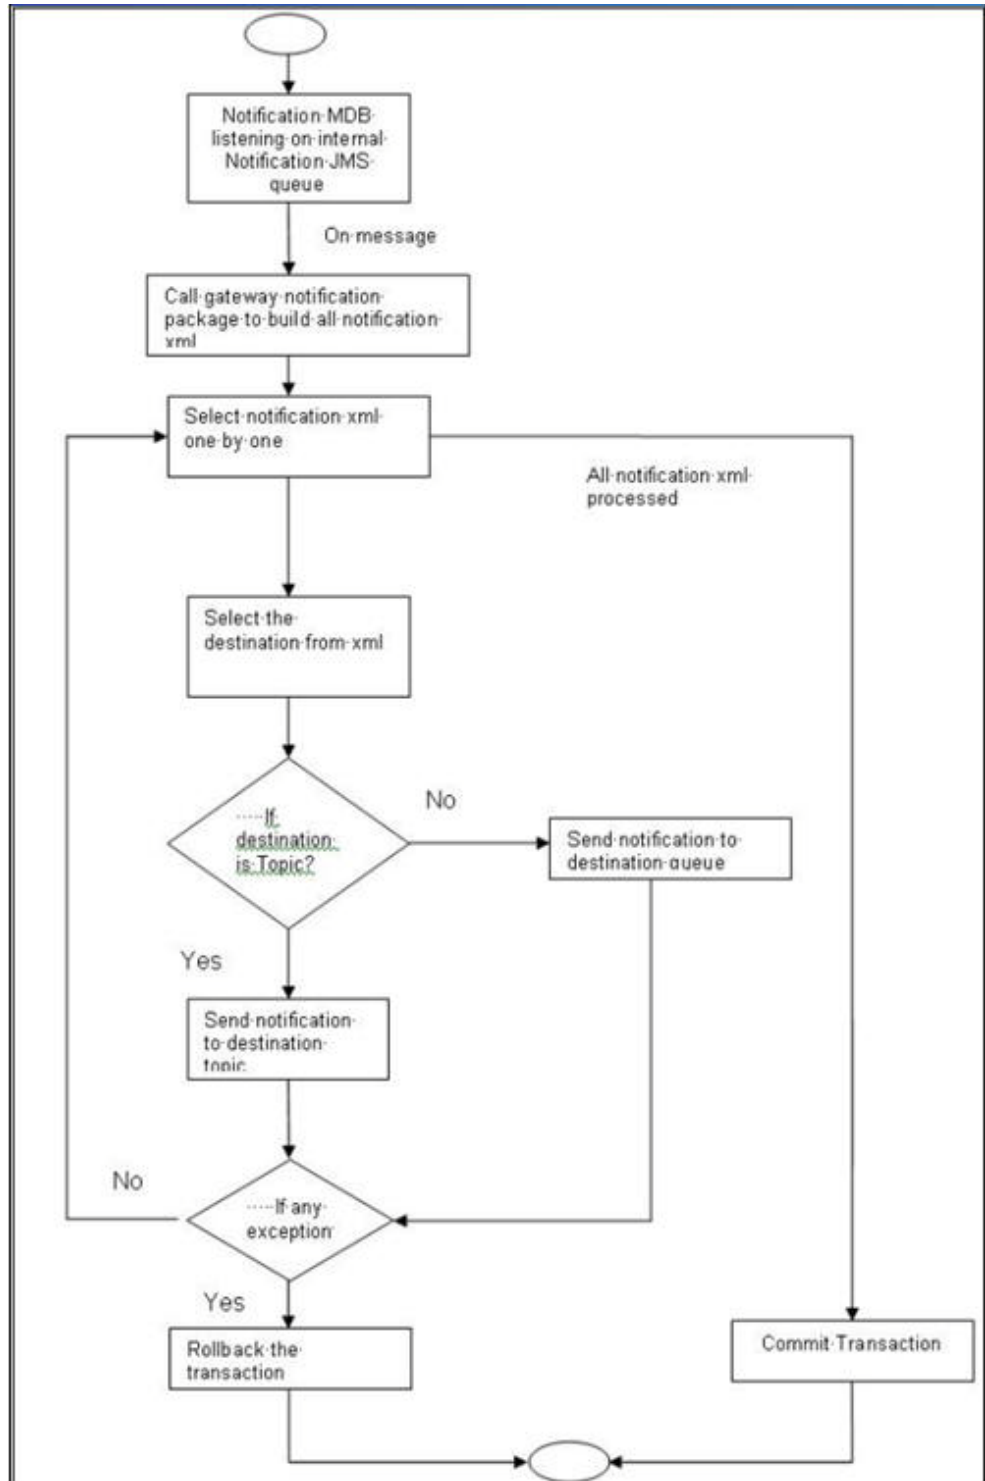 Notification MDB
listening on internal
Notification JMS
queue
On message
Call gateway notification
package to build all notification
xml
Select notification xml
one by one
All notification xml
processed
Select the
destination from xml
If
destination
is Topic?
No
Send notification to
destination queue
Yes
Send notification
to destination
topic
No
If any
exception
Yes
Rollback the
transaction
Commit Transaction